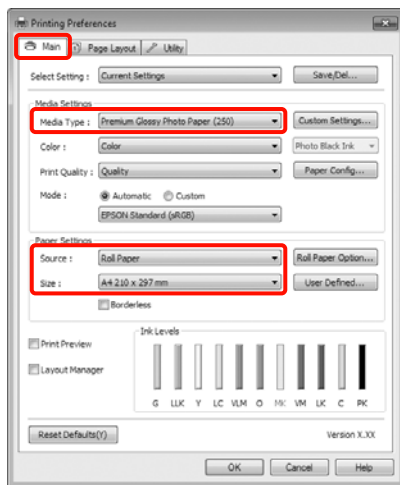 Printing Preferences
Main Page Layout Utility
Select Setting : Current Settings Save/Del...
Media Settings
Media Type : Premium Glossy Photo Paper (250) Custom Settings...
Color : Color Photo Black Ink
Print Quality : Quality Paper Config...
Mode : Automatic Custom
EPSON Standard (sRGB)
Paper Settings
Source : Roll Paper Roll Paper Option...
Size : A4 210 x 297 mm User Defined...
Borderless
Ink Levels
Print Preview
Layout Manager
G LLK Y LC VLM O MK VM LK C PK
Reset Defaults(Y) Version X.XX
OK Cancel Help